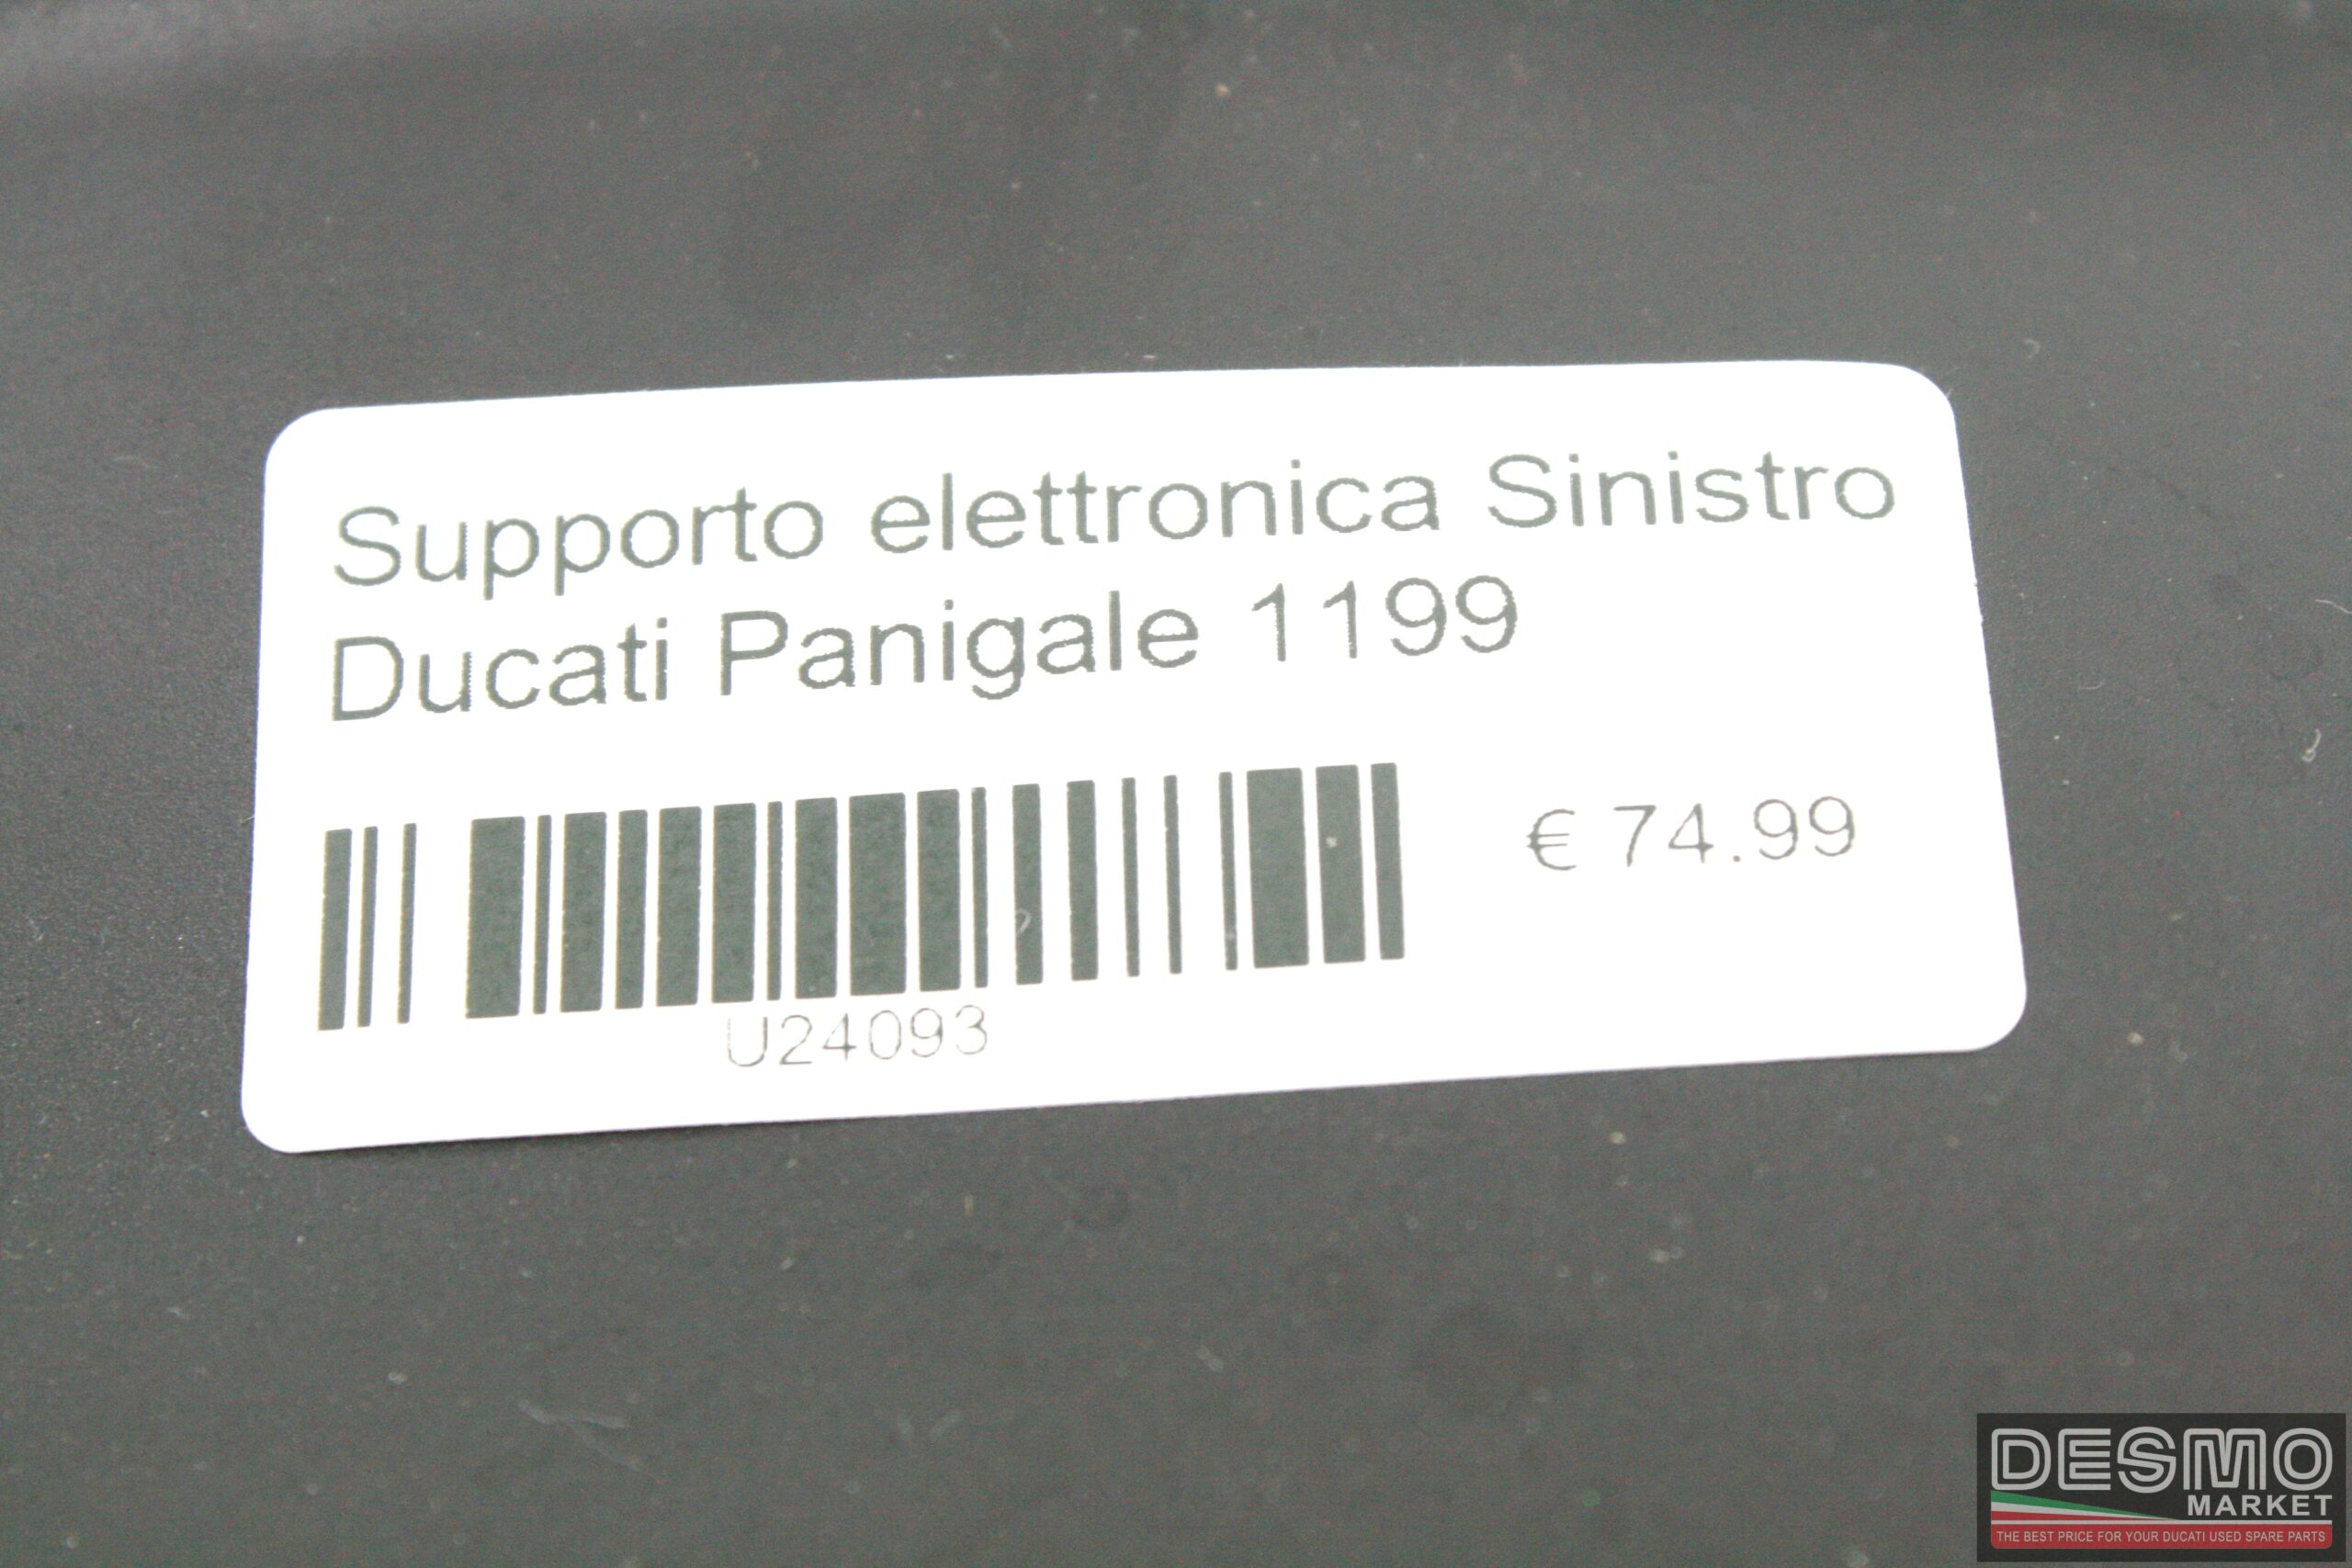 Supporto elettronica Sinistro
Ducati Panigale 1199
€ 74.99
U24093
DESMO
MARKET
THE BEST PRICE FOR YOUR DUCATI USED SPARE PARTS